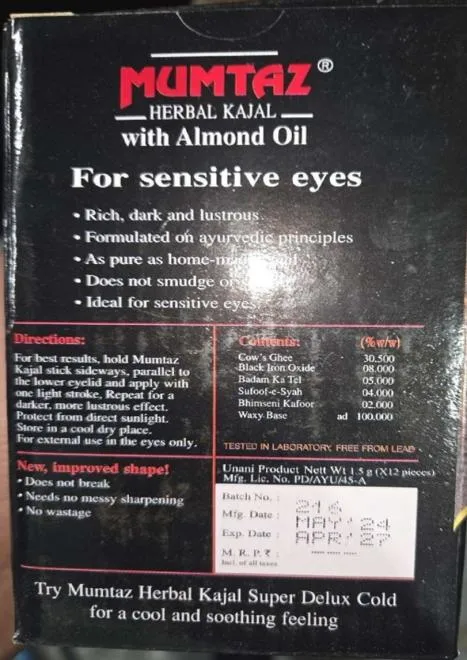 MUMTAZ®
HERBAL KAJAL
with Almond Oil
For sensitive eyes
• Rich, dark and lustrous
• Formulated on ayurvedic principles
• As pure as
• Does not smudge
• Ideal for sensitive eyes
Directions:
For best results, hold Mumtaz
Kajal stick sideways, parallel to
the lower eyelid and apply with
one light stroke. Repeat for a
darker, more lustrous effect.
Protect from direct sunlight.
Store in a cool dry place.
For external use in the eyes only.
New, improved shape!
• Does not break
• Needs no messy sharpening
• No wastage
Contents: (%w/w)
Cow's Ghee 30.500
Black Iron Oxide 08.000
Badam Ka Tel 05.000
Sufoof-e-Syah 04.000
Bhimseni Kafoor 02.000
Waxy Base ad 100.000
TESTED IN LABORATORY. FREE FROM LEAD
Unani Product Nett Wt 1.5 g (X12 pieces)
Mfg. Lic. No. PD/AYU/45-A
Batch No. : 216
Mfg. Date : MAY' 24
Exp. Date : APR' 27
M. R. P. ₹ :
Incl. of all taxes
Try Mumtaz Herbal Kajal Super Delux Cold
for a cool and soothing feeling